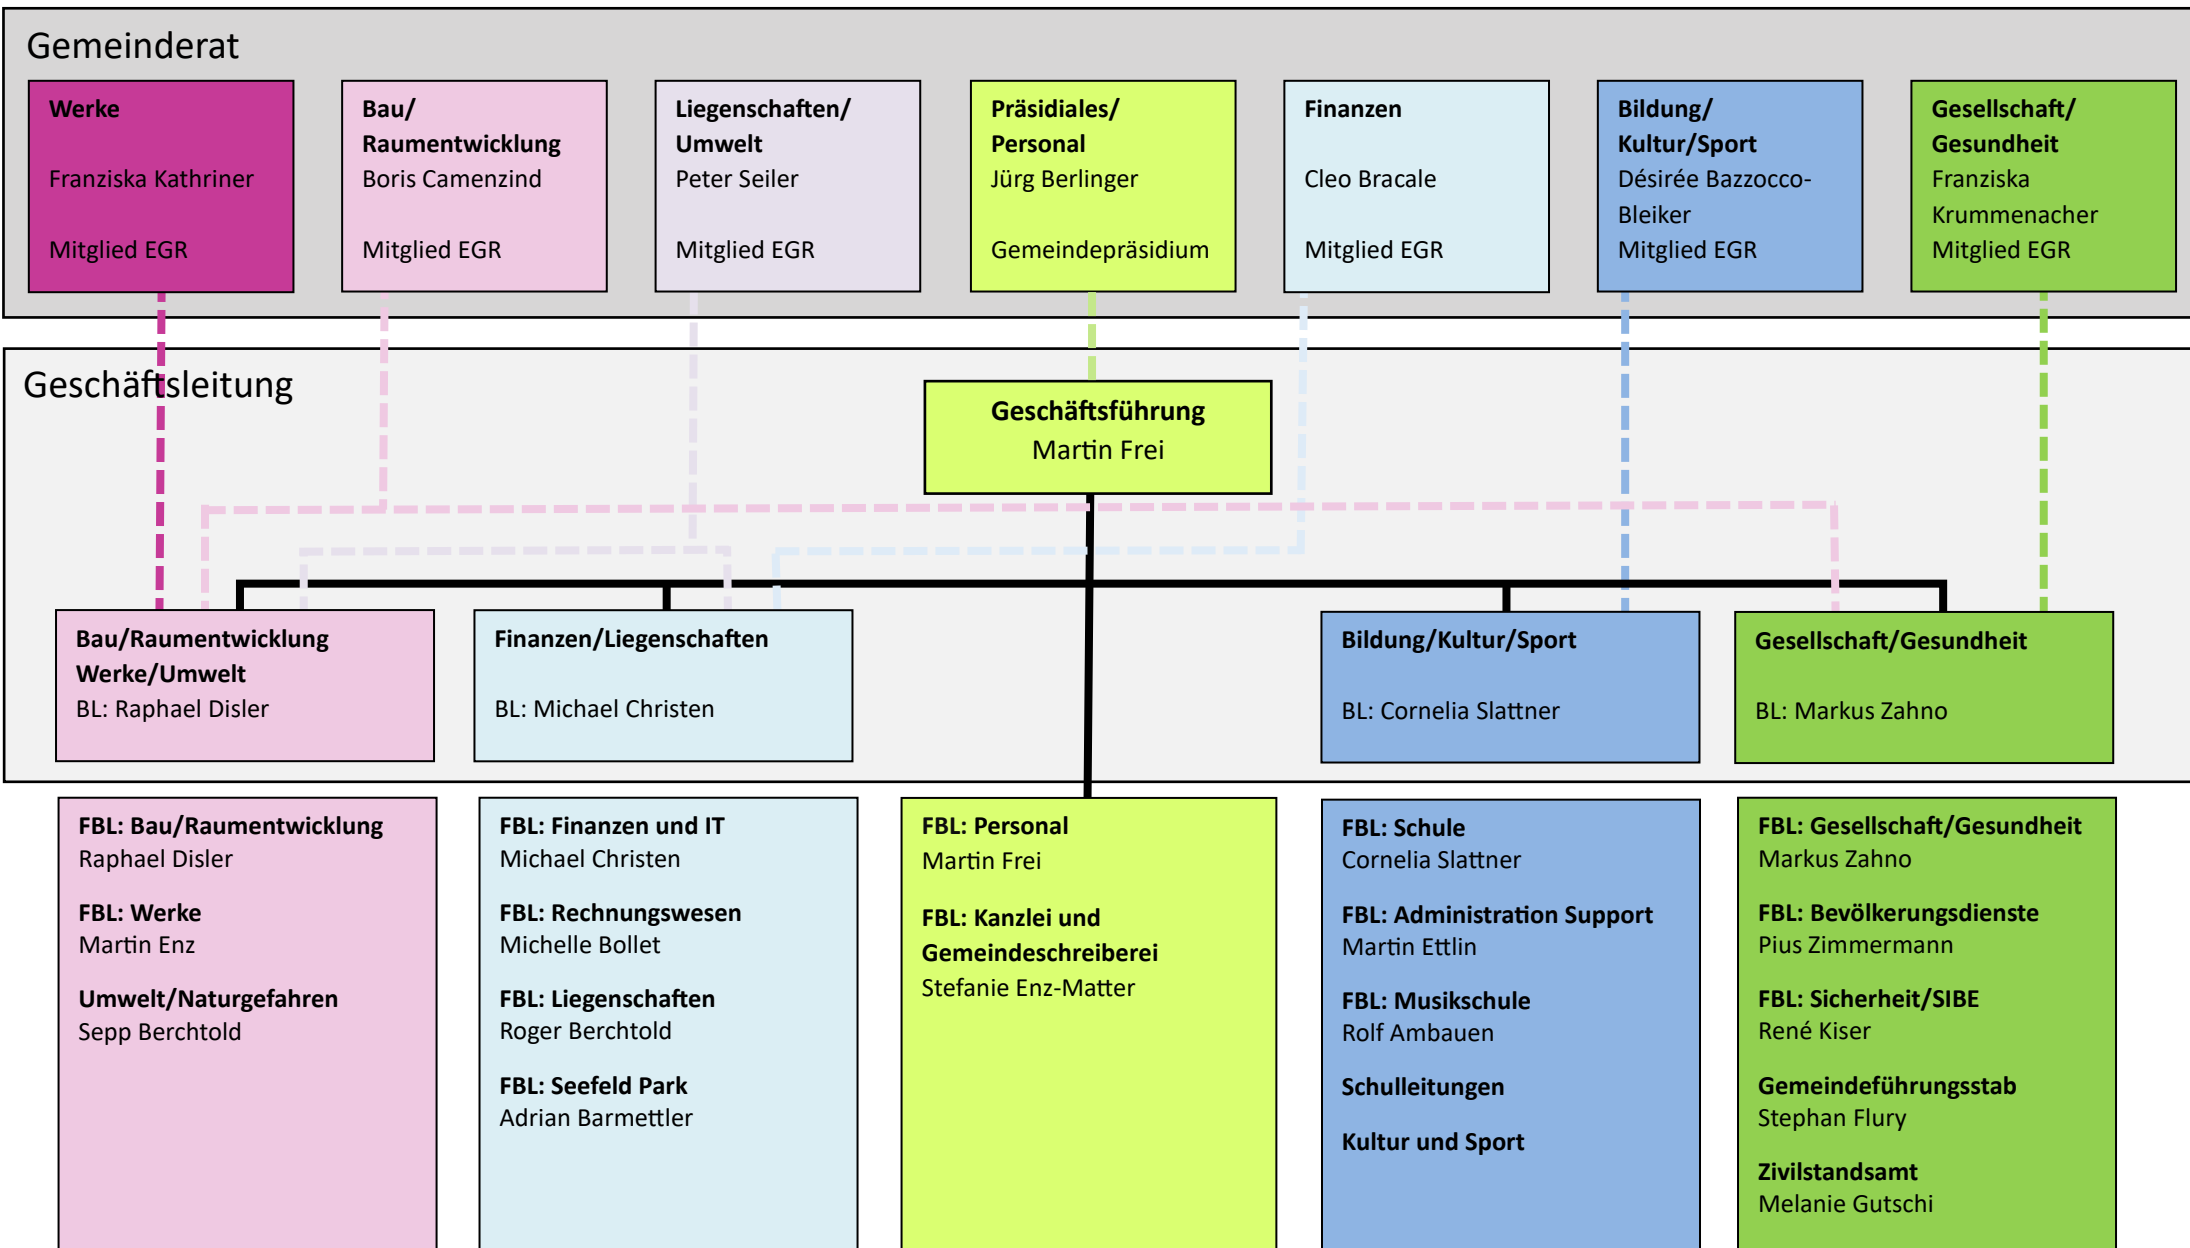 Gemeinderat
Werke
Franziska Kathriner
Mitglied EGR
Bau/
Raumentwicklung
Boris Camenzind
Mitglied EGR
Liegenschaften/
Umwelt
Peter Seiler
Mitglied EGR
Präsidiales/
Personal
Jürg Berlinger
Gemeindepräsidium
Finanzen
Cleo Bracale
Mitglied EGR
Bildung/
Kultur/Sport
Désirée Bazzocco-
Bleiker
Mitglied EGR
Gesellschaft/
Gesundheit
Franziska
Krummenacher
Mitglied EGR
Geschäftsleitung
Geschäftsführung
Martin Frei
Bau/Raumentwicklung
Werke/Umwelt
BL: Raphael Disler
Finanzen/Liegenschaften
BL: Michael Christen
Bildung/Kultur/Sport
BL: Cornelia Slattner
Gesellschaft/Gesundheit
BL: Markus Zahno
FBL: Bau/Raumentwicklung
Raphael Disler
FBL: Werke
Martin Enz
Umwelt/Naturgefahren
Sepp Berchtold
FBL: Finanzen und IT
Michael Christen
FBL: Rechnungswesen
Michelle Bollet
FBL: Liegenschaften
Roger Berchtold
FBL: Seefeld Park
Adrian Barmettler
FBL: Personal
Martin Frei
FBL: Kanzlei und
Gemeindeschreiberei
Stefanie Enz-Matter
FBL: Schule
Cornelia Slattner
FBL: Administration Support
Martin Ettlin
FBL: Musikschule
Rolf Ambauen
Schulleitungen
Kultur und Sport
FBL: Gesellschaft/Gesundheit
Markus Zahno
FBL: Bevölkerungsdienste
Pius Zimmermann
FBL: Sicherheit/SIBE
René Kiser
Gemeindeführungsstab
Stephan Flury
Zivilstandsamt
Melanie Gutschi